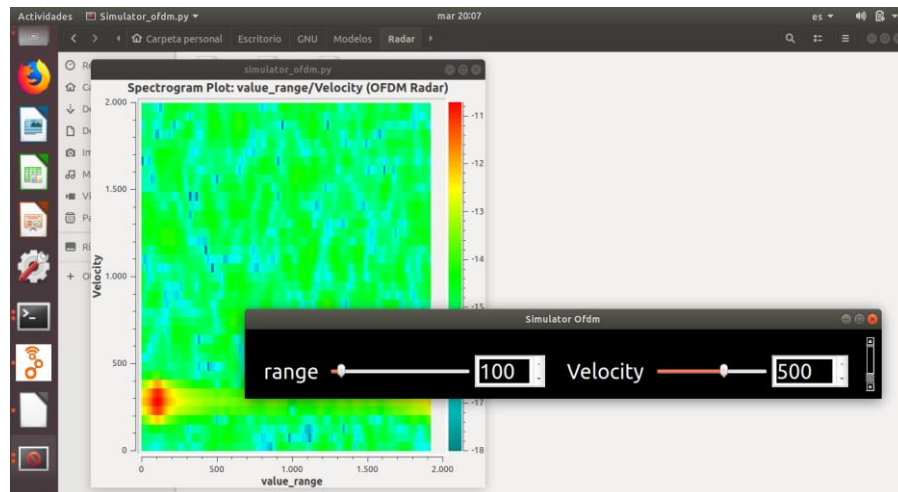 Actividades Simulator_ofdm.py mar 20:07 es
Carpeta personal Escritorio GNU Modelos Radar
simulator_ofdm.py
Spectrogram Plot: value_range/Velocity (OFDM Radar)
2.000
1.500
1.000
500
0
Velocity
0 500 1.000 1.500 2.000
value_range
-11
-12
-13
-14
-15
-17
-18
Simulator Ofdm
range 100 Velocity 500